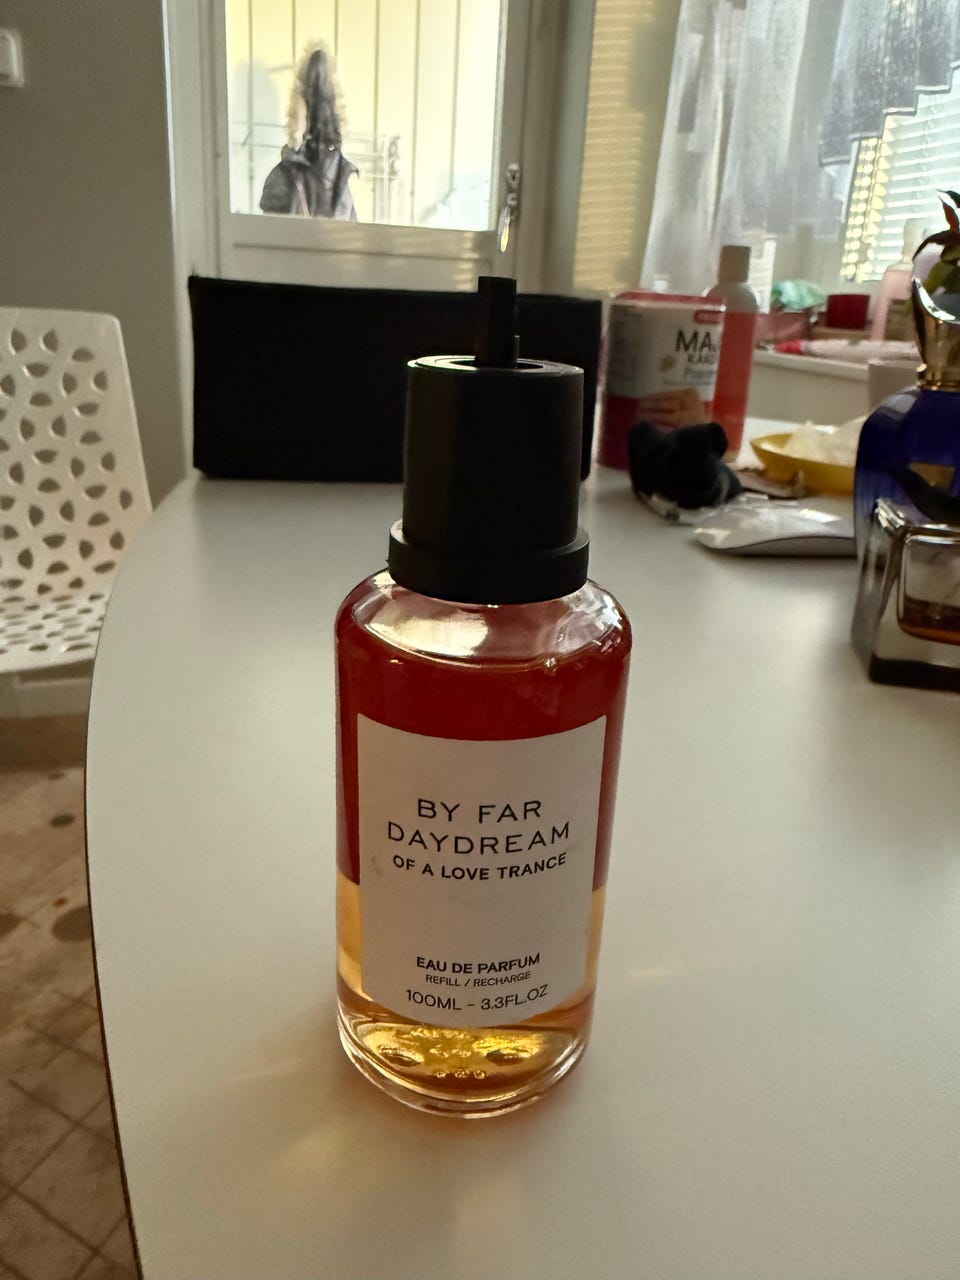 BY FAR
DAYDREAM
OF A LOVE TRANCE
EAU DE PARFUM
REFILL / RECHARGE
100ML - 3.3FL.OZ